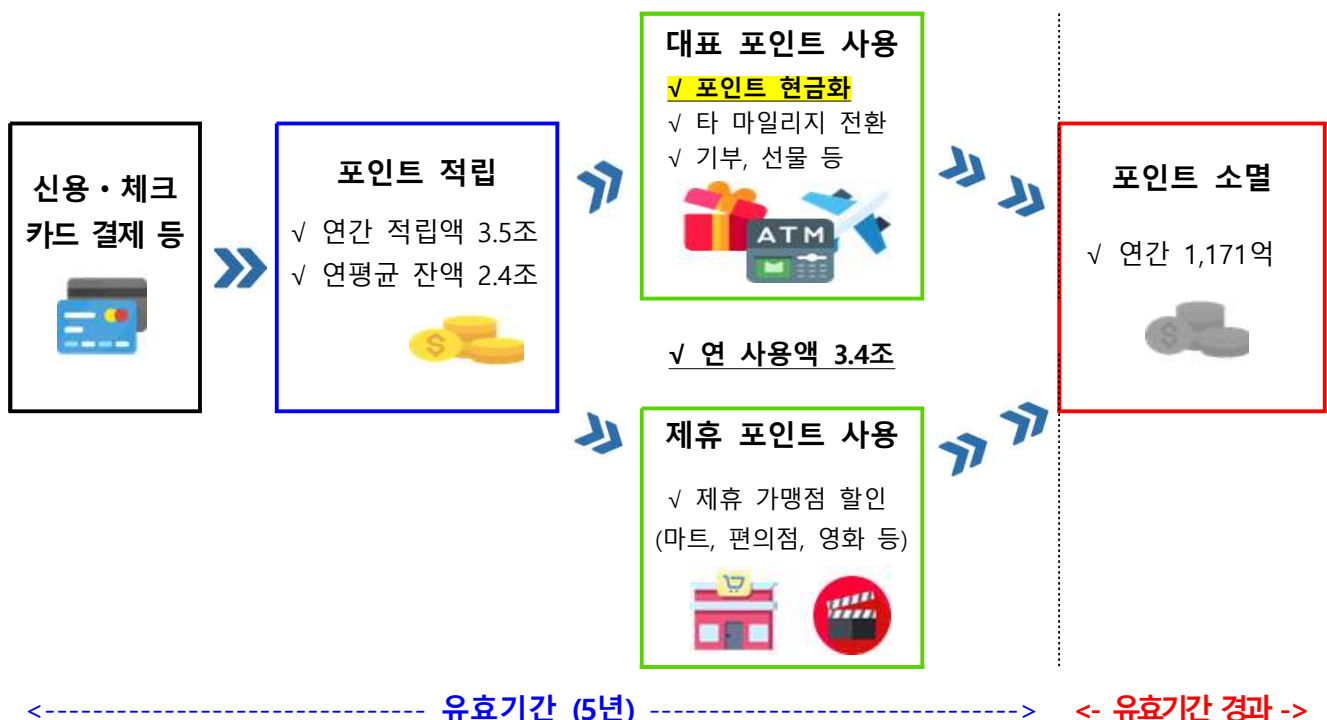 신용・체크
카드 결제 등
포인트 적립
√ 연간 적립액 3.5조
√ 연평균 잔액 2.4조
$
대표 포인트 사용
√ 포인트 현금화
√ 타 마일리지 전환
√ 기부, 선물 등
ATM
√ 연 사용액 3.4조
제휴 포인트 사용
√ 제휴 가맹점 할인
(마트, 편의점, 영화 등)
포인트 소멸
√ 연간 1,171억
$
<-------------------------------- 유효기간 (5년) ------------------------------->
<- 유효기간 경과 ->